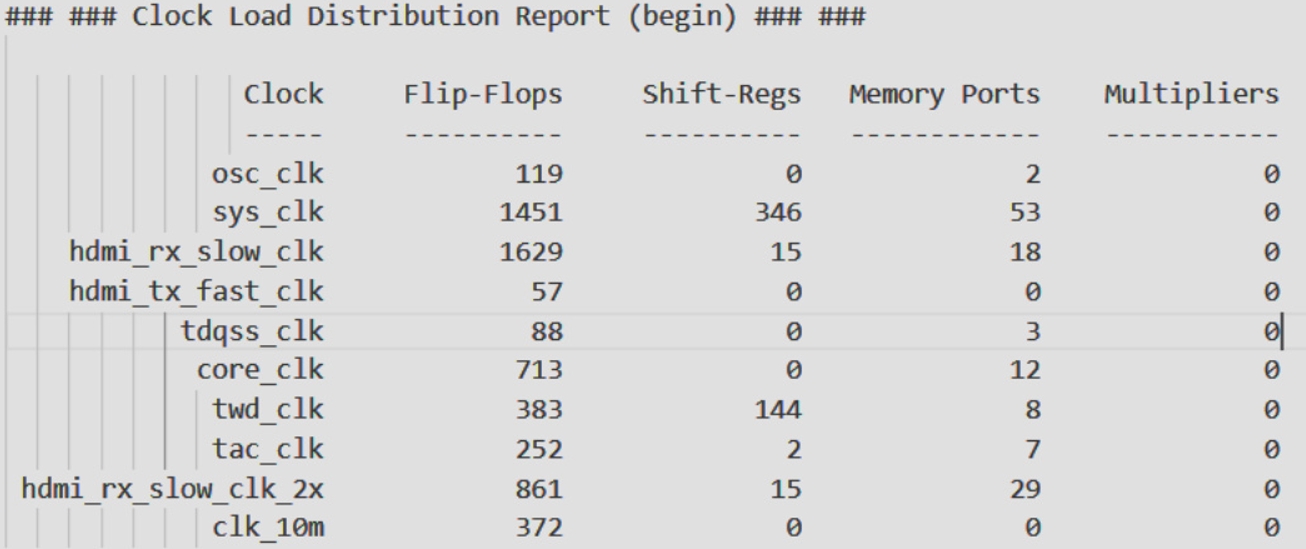 ### ### Clock Load Distribution Report (begin) ### ###
Clock Flip-Flops Shift-Regs Memory Ports Multipliers
----- ---------- ---------- ------------ -----------
osc_clk 119 0 2 0
sys_clk 1451 346 53 0
hdmi_rx_slow_clk 1629 15 18 0
hdmi_tx_fast_clk 57 0 0 0
tdqss_clk 88 0 3 0
core_clk 713 0 12 0
twd_clk 383 144 8 0
tac_clk 252 2 7 0
hdmi_rx_slow_clk_2x 861 15 29 0
clk_10m 372 0 0 0